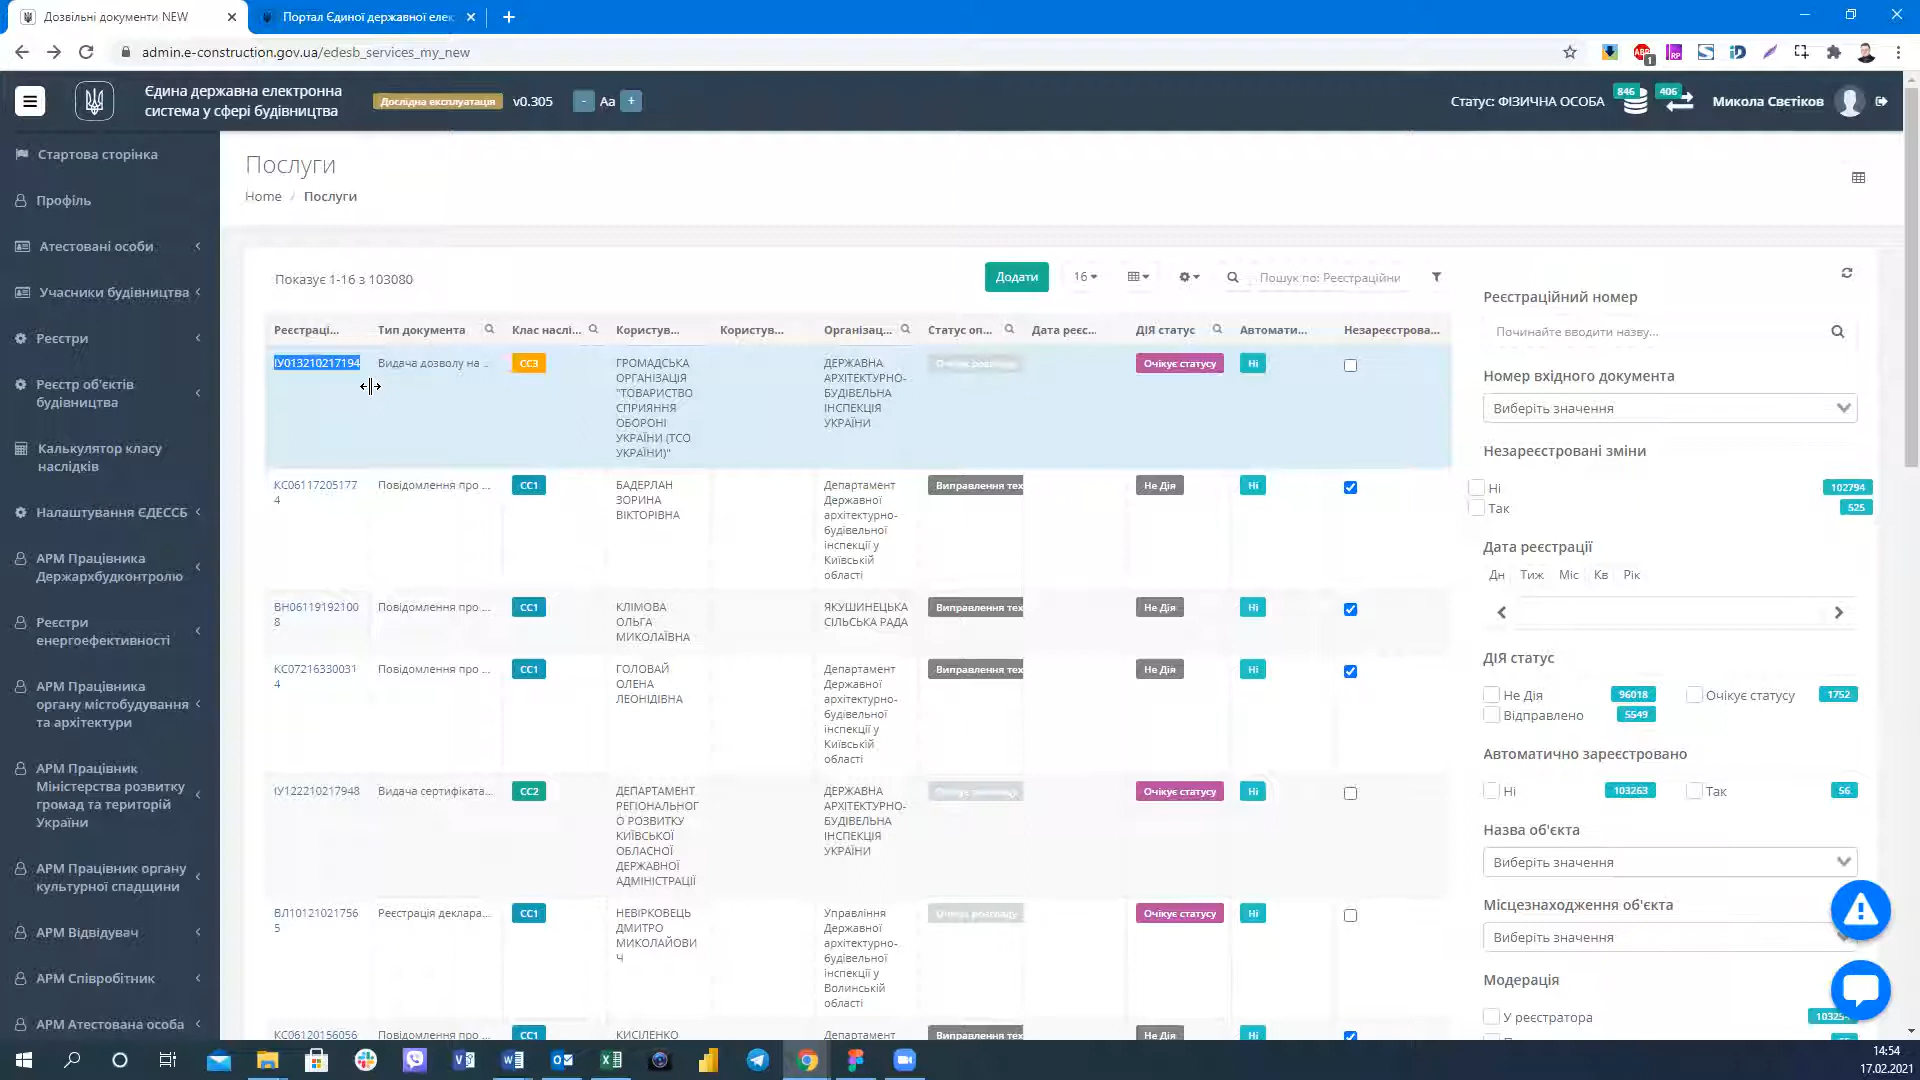 Дозвільні документи NEW
Портал Єдиної державної елек
admin.e-construction.gov.ua/edesb_services_my_new
Єдина державна електронна
система у сфері будівництва
Дослідна експлуатація
v0.305
- Aa +
Статус: ФІЗИЧНА ОСОБА
846
406
Микола Свєтіков
Стартова сторінка
Профіль
Атестовані особи
Учасники будівництва
Реєстри
Реєстр об'єктів
будівництва
Калькулятор класу
наслідків
Налаштування ЄДЕССБ
АРМ Працівника
Держархбудконтролю
Реєстри
енергоефективності
АРМ Працівника
органу містобудування
та архітектури
АРМ Працівник
Міністерства розвитку
громад та територій
України
АРМ Працівник органу
культурної спадщини
АРМ Відвідувач
АРМ Співробітник
АРМ Атестована особа
Послуги
Home / Послуги
Показує 1-16 з 103080
Додати
16
Пошук по: Реєстраційни
Реєстраці... Тип документа Клас наслі... Користув... Користув... Організац... Статус оп... Дата реєс... ДІЯ статус Автомати... Незареєстрова...
ІУ013210217194 Видача дозволу на ... СС3 ГРОМАДСЬКА ДЕРЖАВНА Очікує статусу Ні
ОРГАНІЗАЦІЯ АРХІТЕКТУРНО-
"ТОВАРИСТВО БУДІВЕЛЬНА
СПРИЯННЯ ІНСПЕКЦІЯ
ОБОРОНІ УКРАЇНИ
УКРАЇНИ (ТСО
УКРАЇНИ)"
КС06117205177 Повідомлення про ... СС1 БАДЕРЛАН Департамент Виправлення тех Не Дія Ні
4 ЗОРИНА Державної
ВІКТОРІВНА архітектурно-
будівельної
інспекції у
Київській
області
ВН06119192100 Повідомлення про ... СС1 КЛІМОВА ЯКУШИНЕЦЬКА Виправлення тех Не Дія Ні
8 ОЛЬГА СІЛЬСЬКА РАДА
МИКОЛАЇВНА
КС07216330031 Повідомлення про ... СС1 ГОЛОВАЙ Департамент Виправлення тех Не Дія Ні
4 ОЛЕНА Державної
ЛЕОНІДІВНА архітектурно-
будівельної
інспекції у
Київській
області
ІУ122210217948 Видача сертифіката... СС2 ДЕПАРТАМЕНТ ДЕРЖАВНА Очікує статусу Ні
РЕГІОНАЛЬНОГ АРХІТЕКТУРНО-
О РОЗВИТКУ БУДІВЕЛЬНА
КИЇВСЬКОЇ ІНСПЕКЦІЯ
ОБЛАСНОЇ УКРАЇНИ
ДЕРЖАВНОЇ
АДМІНІСТРАЦІЇ
ВЛ10121021756 Реєстрація деклара... СС1 НЕВІРКОВЕЦЬ Управління Очікує статусу Ні
5 ДМИТРО Державної
МИКОЛАЙОВИ архітектурно-
Ч будівельної
інспекції у
Волинській
області
КС06120156056 Повідомлення про ... СС1 КИСІЛЕНКО Департамент Виправлення тех Не Дія Ні
Реєстраційний номер
Починайте вводити назву...
Номер вхідного документа
Виберіть значення
Незареєстровані зміни
Ні 102794
Так 525
Дата реєстрації
Дн Тиж Міс Кв Рік
ДІЯ статус
Не Дія 96018 Очікує статусу 1752
Відправлено 5549
Автоматично зареєстровано
Ні 103263 Так 56
Назва об'єкта
Виберіть значення
Місцезнаходження об'єкта
Виберіть значення
Модерація
У реєстратора
14:54
17.02.2021